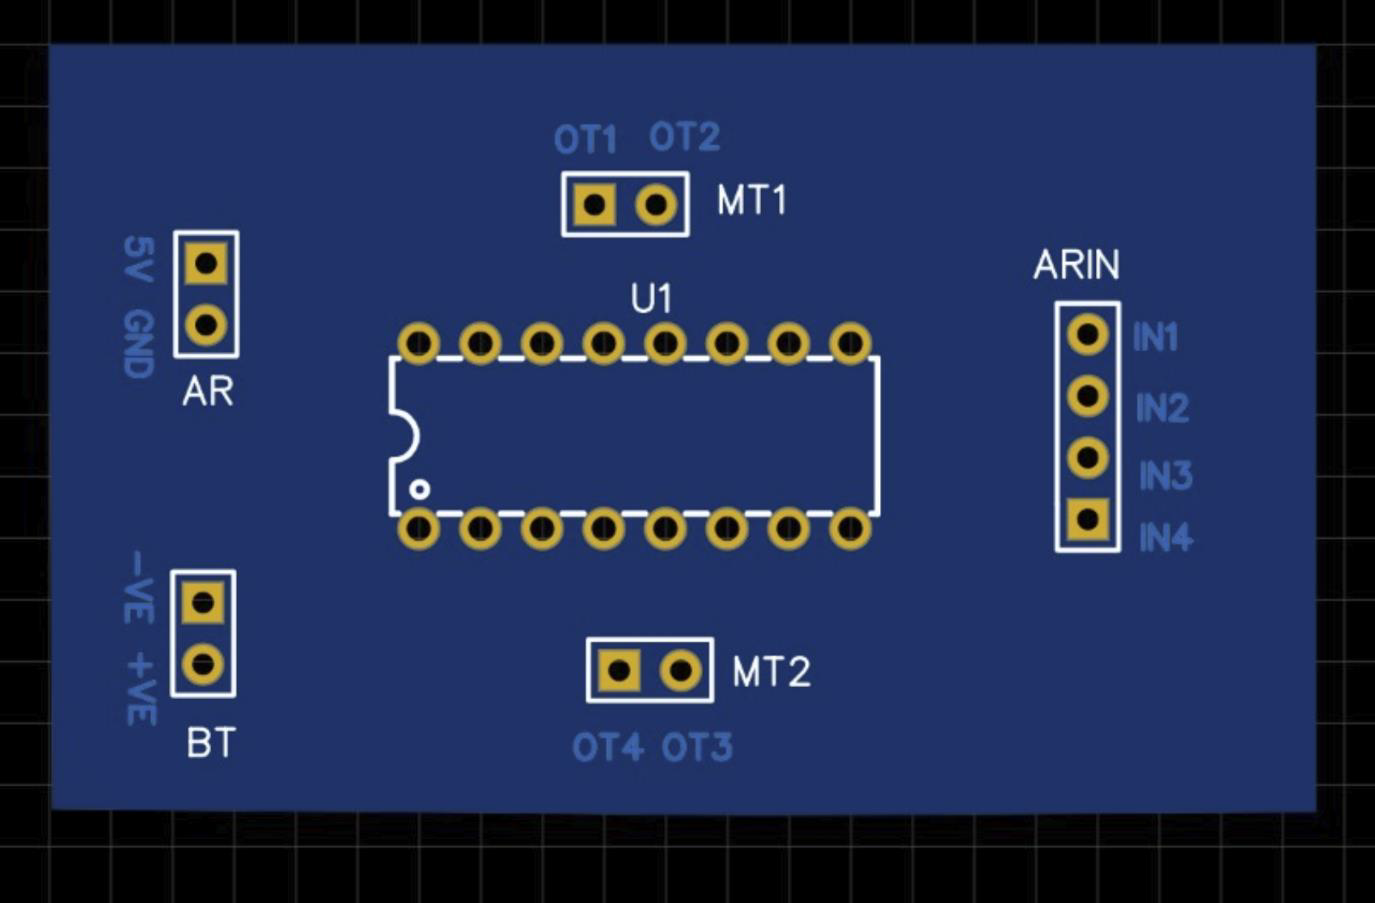 OT1 OT2
MT1
5V GND
AR
U1
ARIN
IN1
IN2
IN3
IN4
-VE +VE
BT
MT2
OT4 OT3